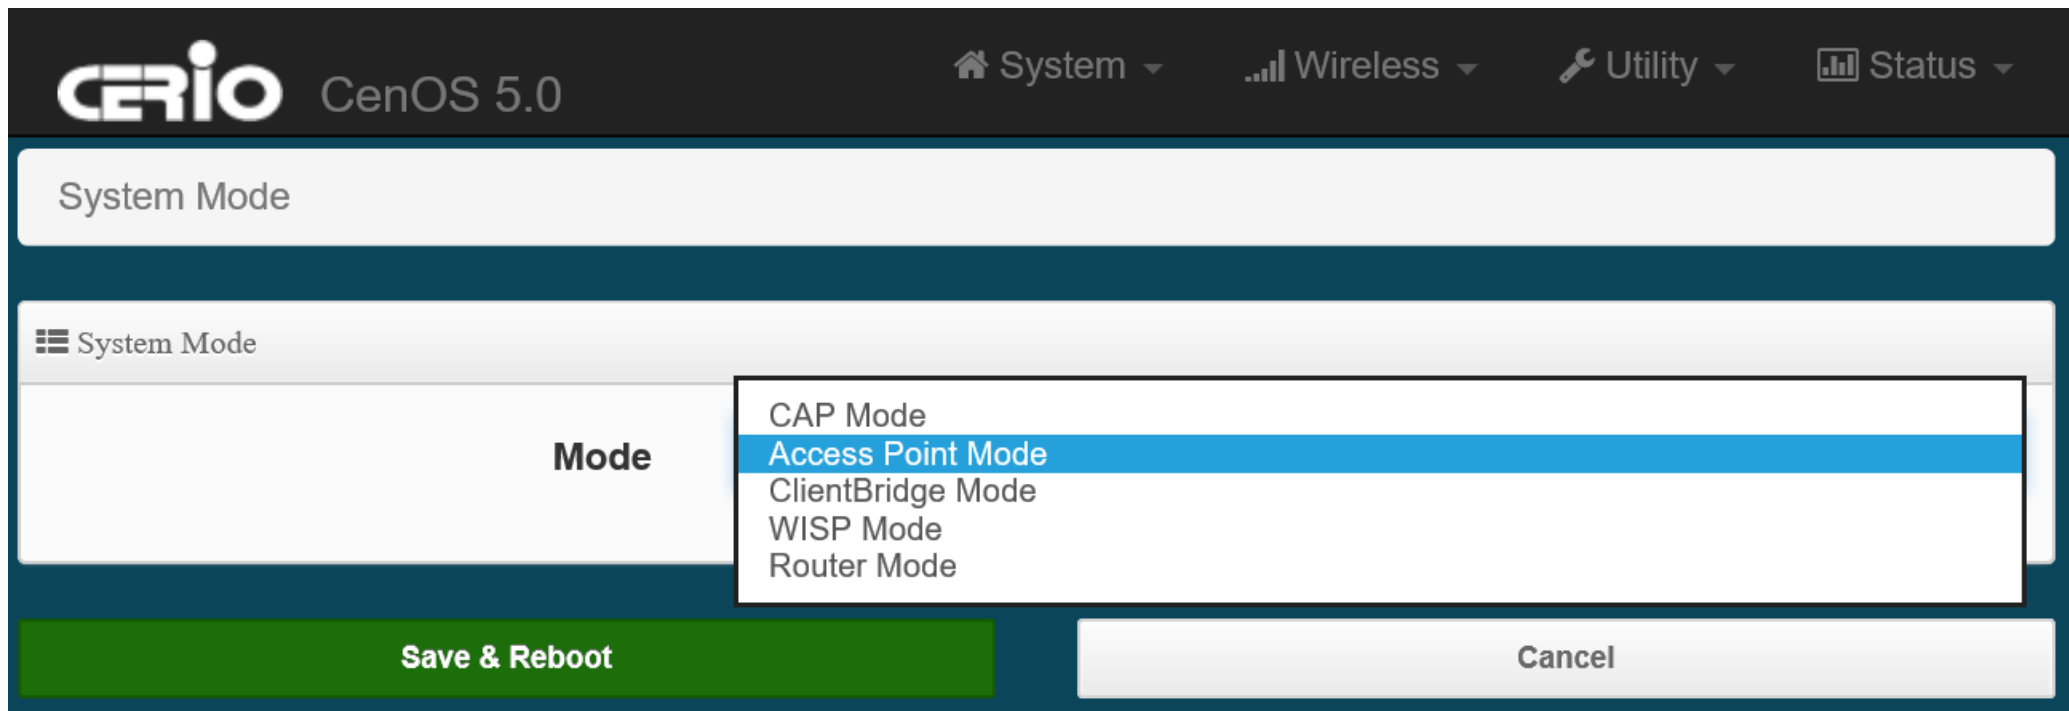 CERIO CenOS 5.0 System Wireless Utility Status
System Mode
System Mode
Mode
CAP Mode
Access Point Mode
ClientBridge Mode
WISP Mode
Router Mode
Save & Reboot Cancel